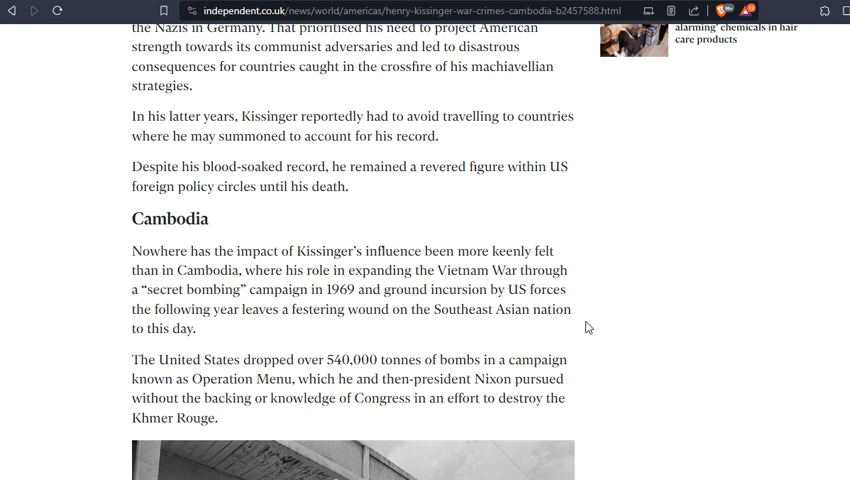 independent.co.uk/news/world/americas/henry-kissinger-war-crimes-cambodia-b2457588.html
the Nazis in Germany. That prioritised his need to project American
strength towards its communist adversaries and led to disastrous
consequences for countries caught in the crossfire of his machiavellian
strategies.
alarming' chemicals in hair
care products
In his latter years, Kissinger reportedly had to avoid travelling to countries
where he may summoned to account for his record.
Despite his blood-soaked record, he remained a revered figure within US
foreign policy circles until his death.
Cambodia
Nowhere has the impact of Kissinger's influence been more keenly felt
than in Cambodia, where his role in expanding the Vietnam War through
a “secret bombing” campaign in 1969 and ground incursion by US forces
the following year leaves a festering wound on the Southeast Asian nation
to this day.
The United States dropped over 540,000 tonnes of bombs in a campaign
known as Operation Menu, which he and then-president Nixon pursued
without the backing or knowledge of Congress in an effort to destroy the
Khmer Rouge.